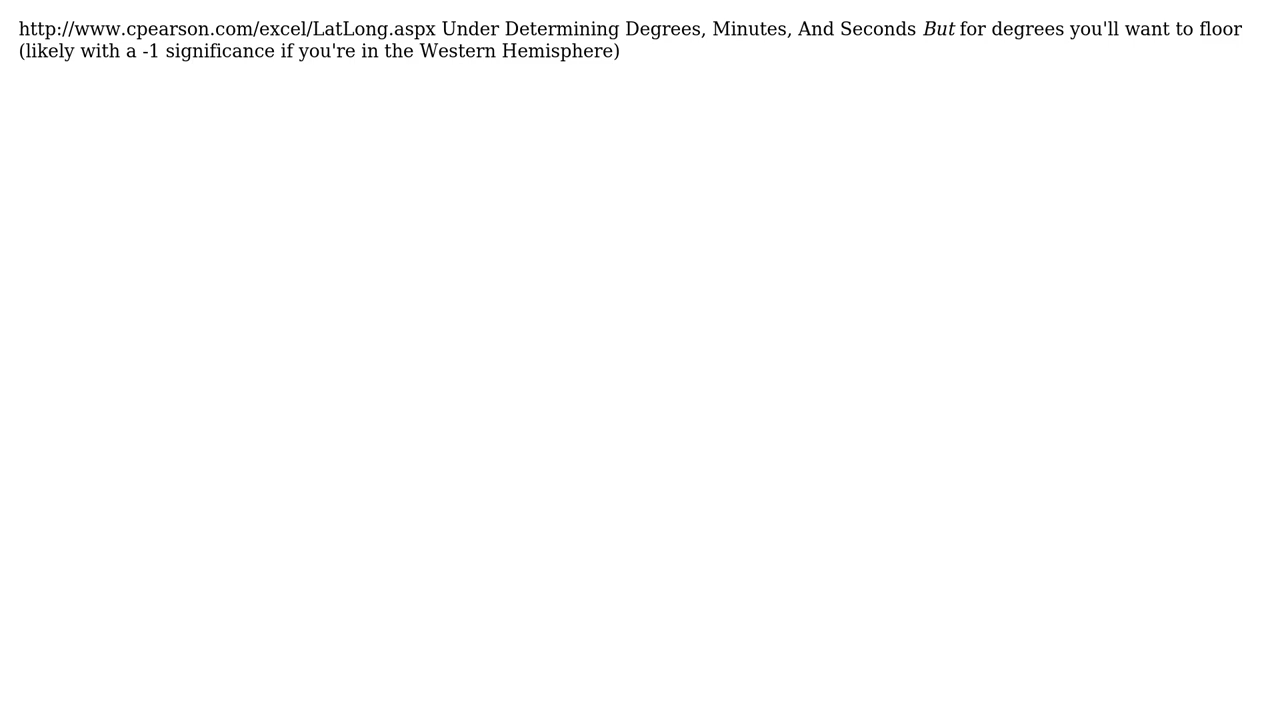 http://www.cpearson.com/excel/LatLong.aspx Under Determining Degrees, Minutes, And Seconds But for degrees you'll want to floor
(likely with a -1 significance if you're in the Western Hemisphere)